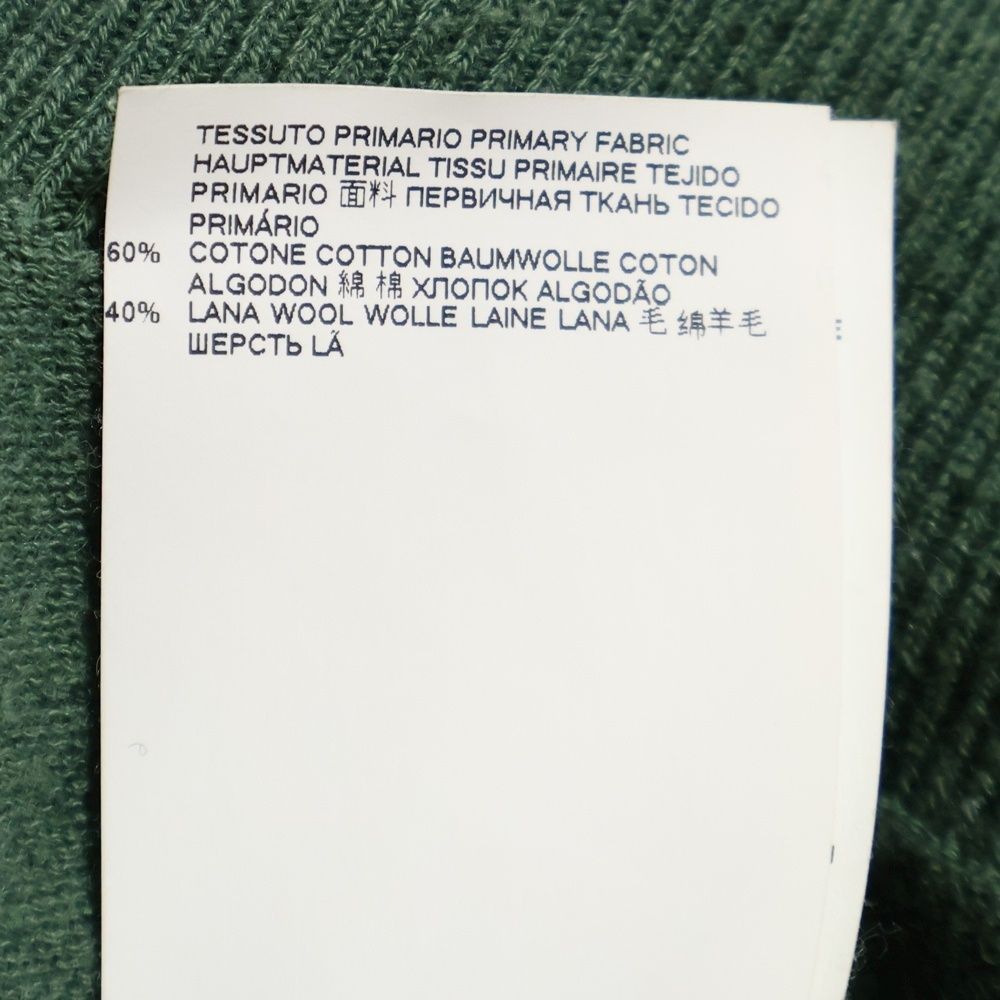 TESSUTO PRIMARIO PRIMARY FABRIC
HAUPTMATERIAL TISSU PRIMAIRE TEJIDO
PRIMARIO 面料 ПЕРВИЧНАЯ ТКАНЬ TECIDO
PRIMÁRIO
60% COTONE COTTON BAUMWOLLE COTON
ALGODON 綿 棉 ХЛОПОК ALGODÃO
40% LANA WOOL WOLLE LAINE LANA 毛 绵羊毛
ШЕРСТЬ LÃ